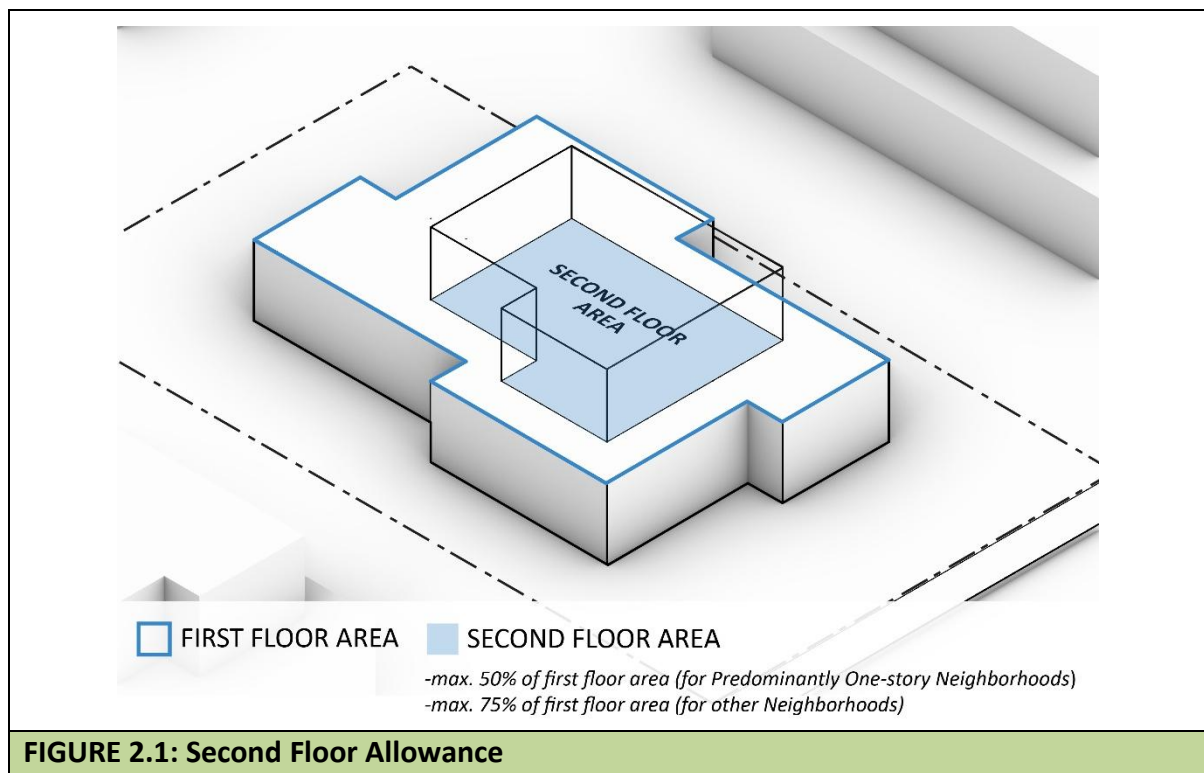 SECOND FLOOR
AREA
FIRST FLOOR AREA
SECOND FLOOR AREA
-max. 50% of first floor area (for Predominantly One-story Neighborhoods)
-max. 75% of first floor area (for other Neighborhoods)
FIGURE 2.1: Second Floor Allowance